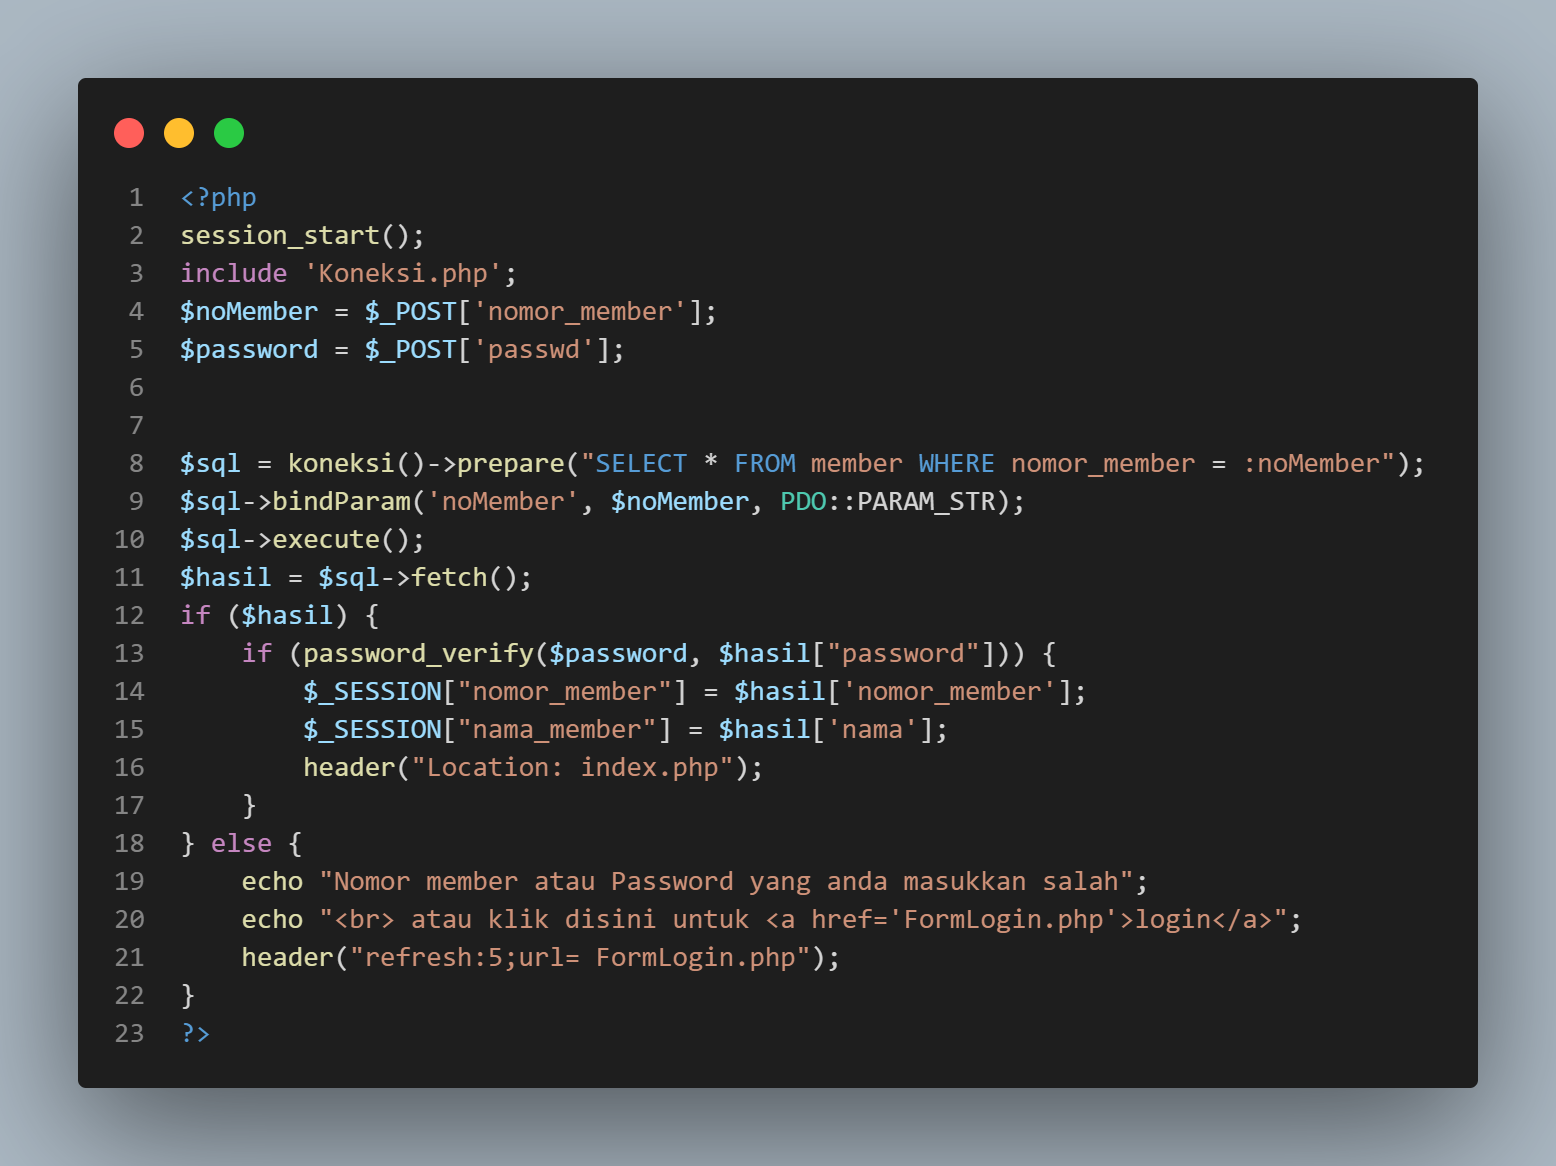 1 <?php
2 session_start();
3 include 'Koneksi.php';
4 $noMember = $_POST['nomor_member'];
5 $password = $_POST['passwd'];
6
7
8 $sql = koneksi()->prepare("SELECT * FROM member WHERE nomor_member = :noMember");
9 $sql->bindParam('noMember', $noMember, PDO::PARAM_STR);
10 $sql->execute();
11 $hasil = $sql->fetch();
12 if ($hasil) {
13     if (password_verify($password, $hasil["password"])) {
14         $_SESSION["nomor_member"] = $hasil['nomor_member'];
15         $_SESSION["nama_member"] = $hasil['nama'];
16         header("Location: index.php");
17     }
18 } else {
19     echo "Nomor member atau Password yang anda masukkan salah";
20     echo "<br> atau klik disini untuk <a href='FormLogin.php'>login</a>";
21     header("refresh:5;url= FormLogin.php");
22 }
23 ?>